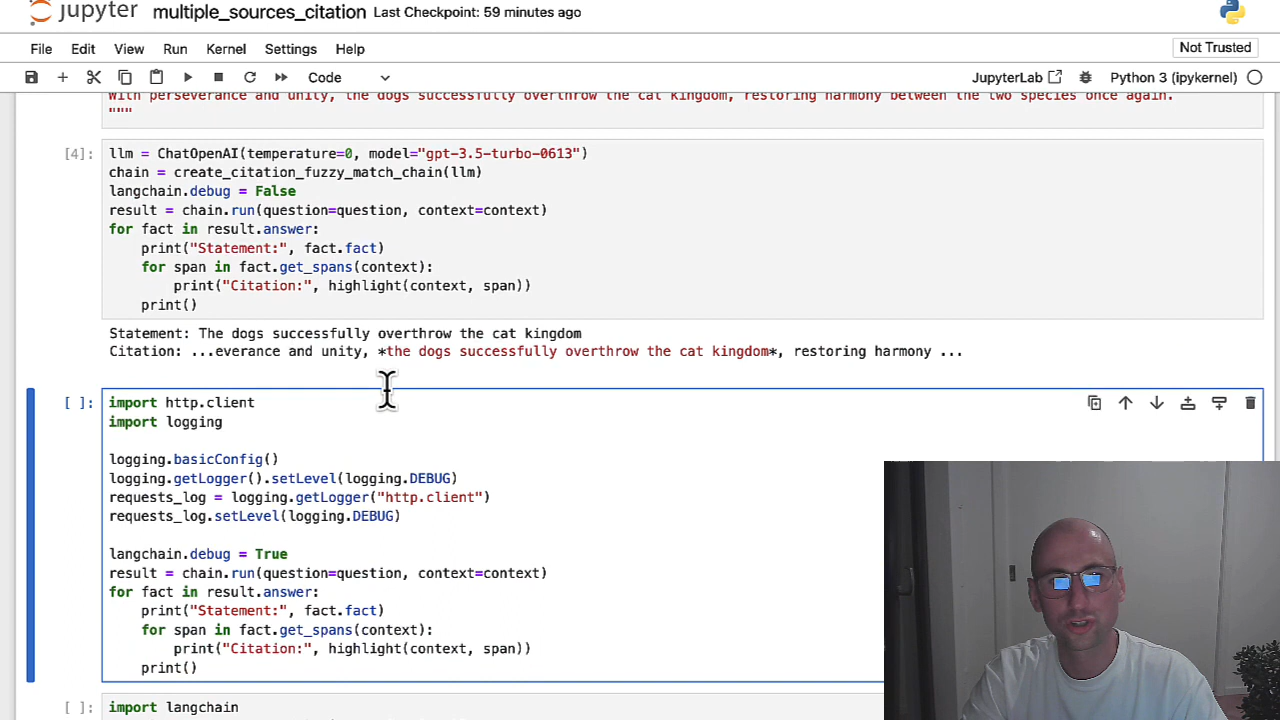 jupyter multiple_sources_citation Last Checkpoint: 59 minutes ago
File Edit View Run Kernel Settings Help Not Trusted
Code JupyterLab Python 3 (ipykernel)
With perseverance and unity, the dogs successfully overthrow the cat kingdom, restoring harmony between the two species once again.
"""
[4]: llm = ChatOpenAI(temperature=0, model="gpt-3.5-turbo-0613")
chain = create_citation_fuzzy_match_chain(llm)
langchain.debug = False
result = chain.run(question=question, context=context)
for fact in result.answer:
    print("Statement:", fact.fact)
    for span in fact.get_spans(context):
        print("Citation:", highlight(context, span))
    print()
Statement: The dogs successfully overthrow the cat kingdom
Citation: ...everance and unity, *the dogs successfully overthrow the cat kingdom*, restoring harmony ...
[ ]: import http.client
import logging
logging.basicConfig()
logging.getLogger().setLevel(logging.DEBUG)
requests_log = logging.getLogger("http.client")
requests_log.setLevel(logging.DEBUG)
langchain.debug = True
result = chain.run(question=question, context=context)
for fact in result.answer:
    print("Statement:", fact.fact)
    for span in fact.get_spans(context):
        print("Citation:", highlight(context, span))
    print()
[ ]: import langchain